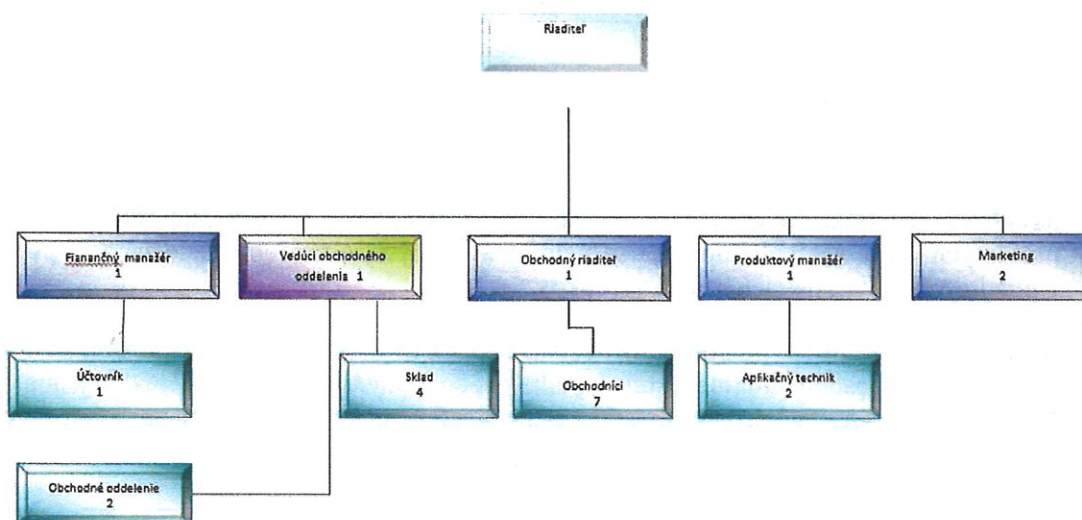 Riaditeľ
Fianančný manažér
1
Vedúci obchodného
oddelenia 1
Obchodný riaditeľ
1
Produktový manažér
1
Marketing
2
Účtovník
1
Sklad
4
Obchodníci
7
Aplikačný technik
2
Obchodné oddelenie
2